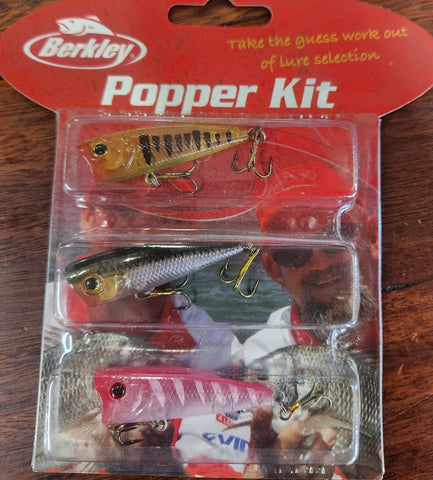 Berkley
Take the guess work out
of lure selection
Popper Kit